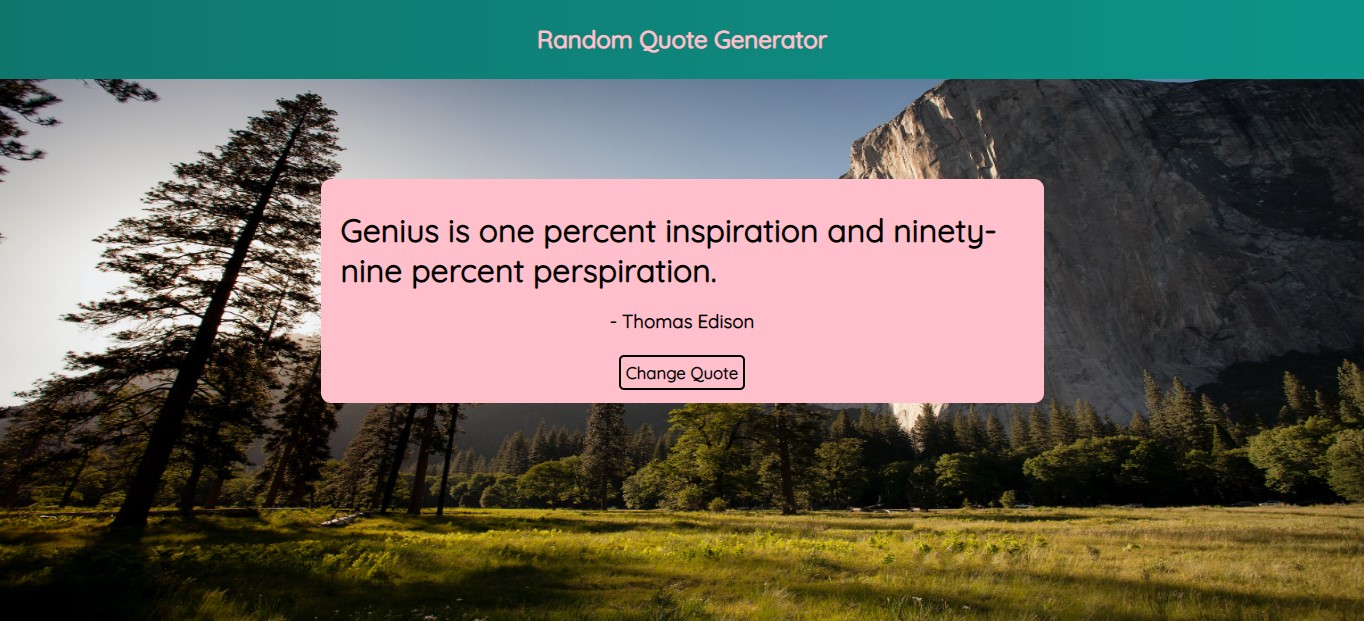 Random Quote Generator
Genius is one percent inspiration and ninety-
nine percent perspiration.
- Thomas Edison
Change Quote